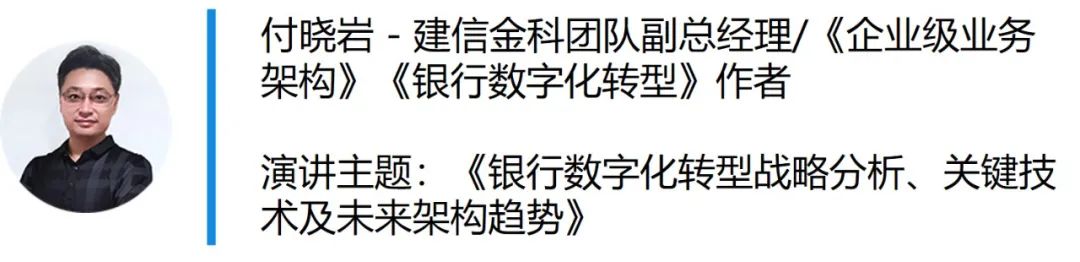 付晓岩 - 建信金科团队副总经理/《企业级业务
架构》《银行数字化转型》作者
演讲主题：《银行数字化转型战略分析、关键技
术及未来架构趋势》